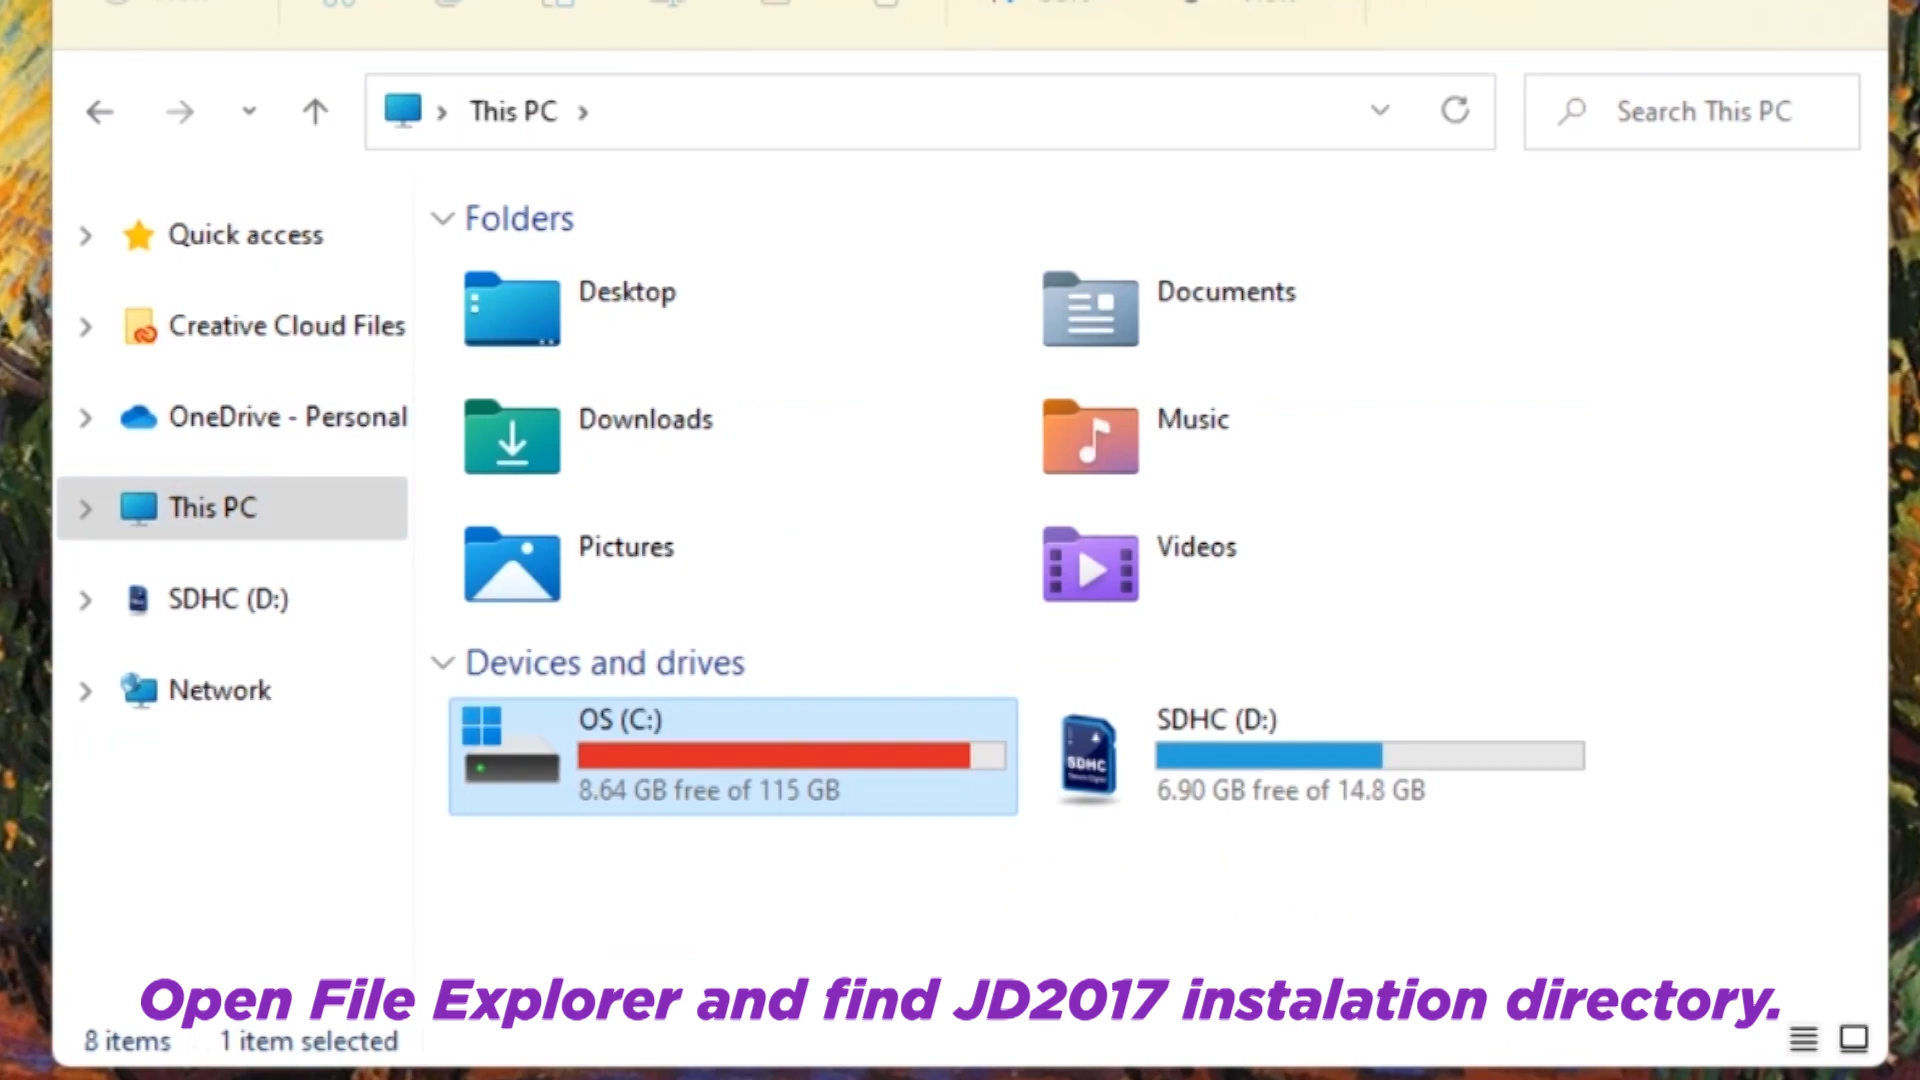 This PC
Search This PC
Quick access
Creative Cloud Files
OneDrive - Personal
This PC
SDHC (D:)
Network
Folders
Desktop
Documents
Downloads
Music
Pictures
Videos
Devices and drives
OS (C:)
8.64 GB free of 115 GB
SDHC
SDHC (D:)
6.90 GB free of 14.8 GB
Open File Explorer and find JD2017 instalation directory.
8 items
1 item selected